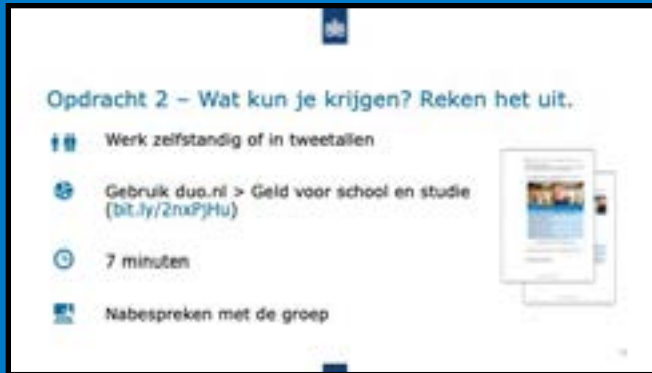 Opdracht 2 – Wat kun je krijgen? Reken het uit.
Werk zelfstandig of in tweetallen
Gebruik duo.nl > Geld voor school en studie
(bit.ly/2nxPjHu)
7 minuten
Nabespreken met de groep